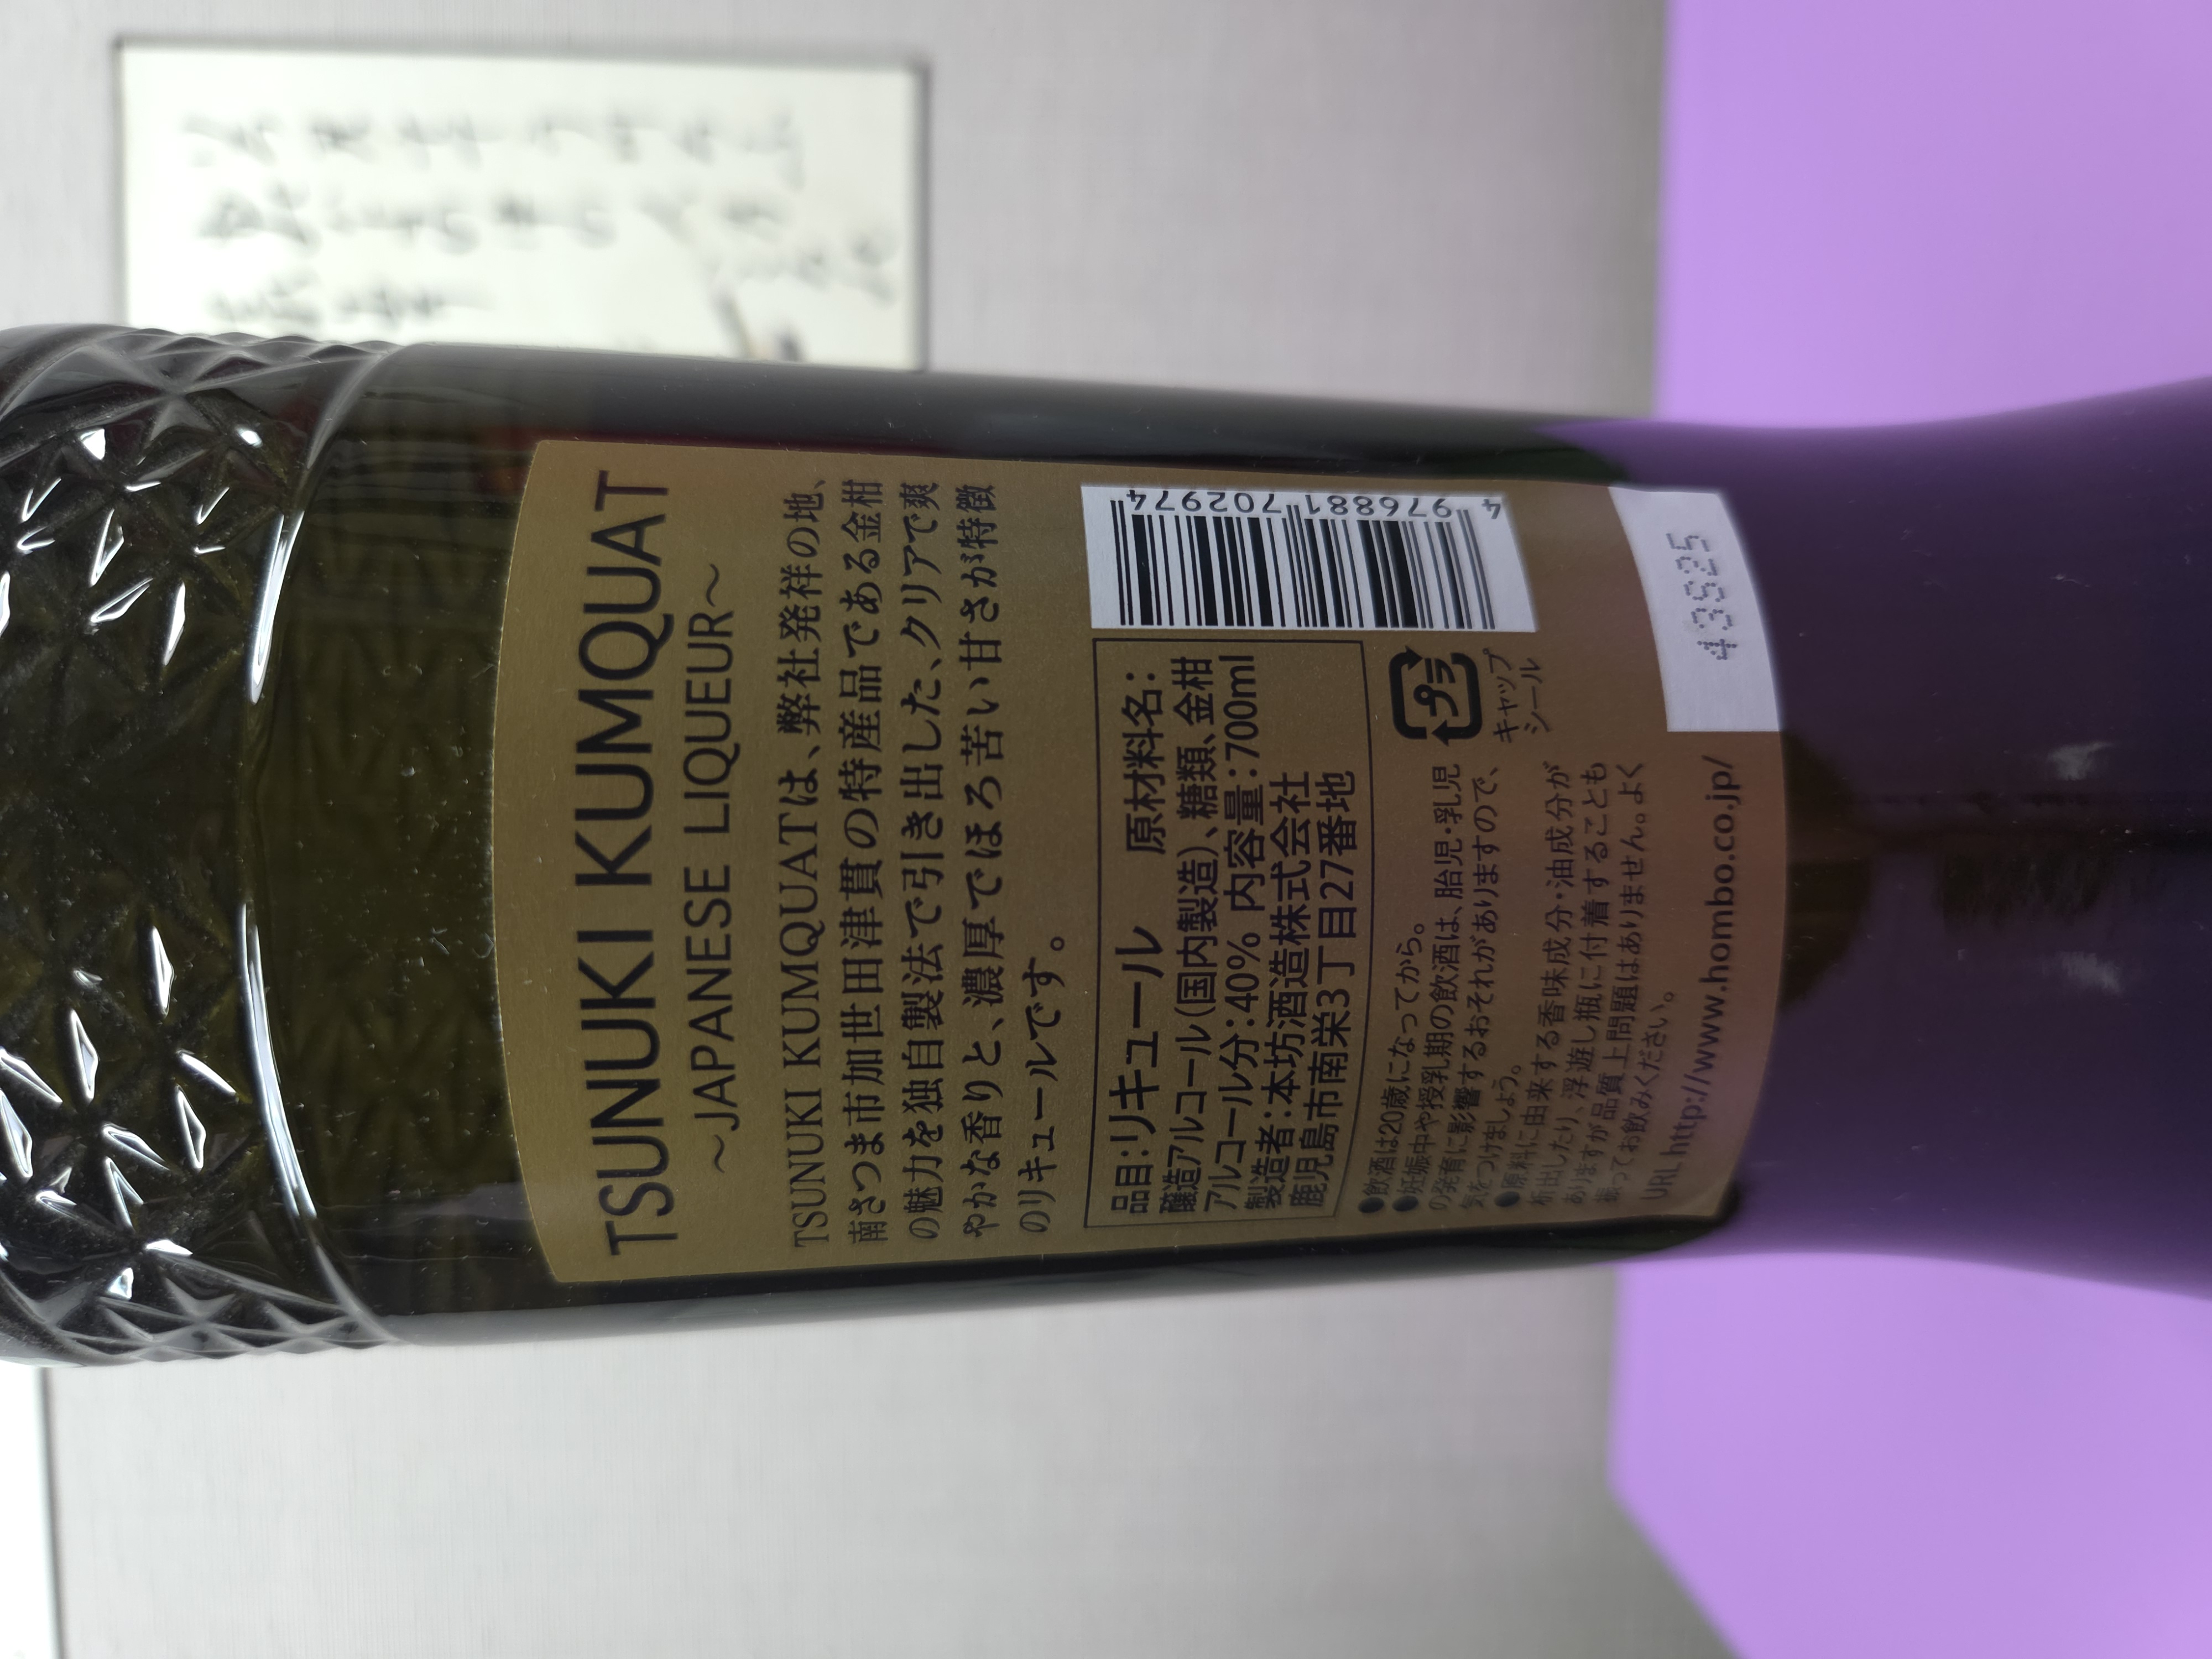 TSUNUKI KUMQUAT
～JAPANESE LIQUEUR～
TSUNUKI KUMQUATは、弊社発祥の地、
南さつま市加世田津貫の特産品である金柑
の魅力を独自製法で引き出した、クリアで爽
やかな香りと、濃厚でほろ苦い甘さが特徴
のリキュールです。
品目:リキュール 原材料名:
醸造アルコール(国内製造)、糖類、金柑
アルコール分:40% 内容量:700ml
製造者:本坊酒造株式会社
鹿児島市南栄3丁目27番地
4 976881 702974
プラ
キャップ
シール
●飲酒は20歳になってから。
●妊娠中や授乳期の飲酒は、胎児・乳児
の発育に影響するおそれがありますので、
気をつけましょう。
●原料に由来する香味成分・油成分が
析出したり、浮遊し瓶に付着することも
ありますが品質上問題はありません。よく
振ってお飲みください。
URL http://www.hombo.co.jp/